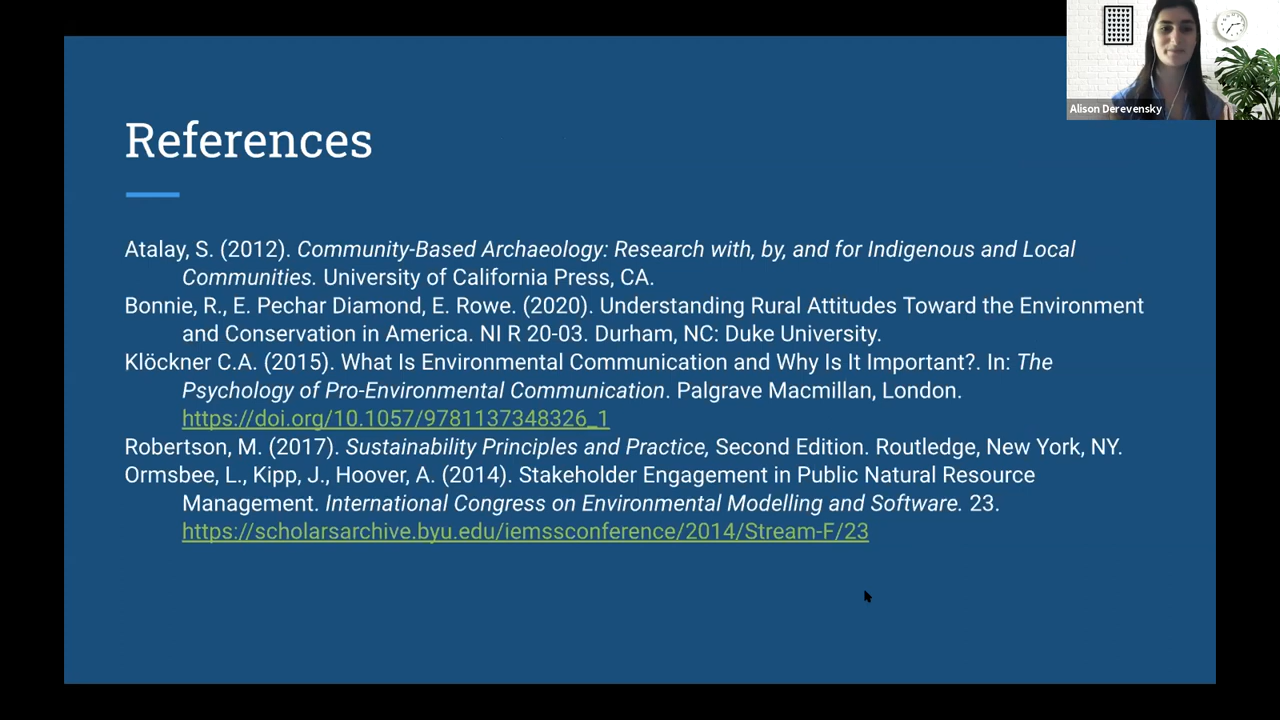 Alison Derevensky
References
Atalay, S. (2012). Community-Based Archaeology: Research with, by, and for Indigenous and Local
Communities. University of California Press, CA.
Bonnie, R., E. Pechar Diamond, E. Rowe. (2020). Understanding Rural Attitudes Toward the Environment
and Conservation in America. NI R 20-03. Durham, NC: Duke University.
Klöckner C.A. (2015). What Is Environmental Communication and Why Is It Important?. In: The
Psychology of Pro-Environmental Communication. Palgrave Macmillan, London.
https://doi.org/10.1057/9781137348326_1
Robertson, M. (2017). Sustainability Principles and Practice, Second Edition. Routledge, New York, NY.
Ormsbee, L., Kipp, J., Hoover, A. (2014). Stakeholder Engagement in Public Natural Resource
Management. International Congress on Environmental Modelling and Software. 23.
https://scholarsarchive.byu.edu/iemssconference/2014/Stream-F/23